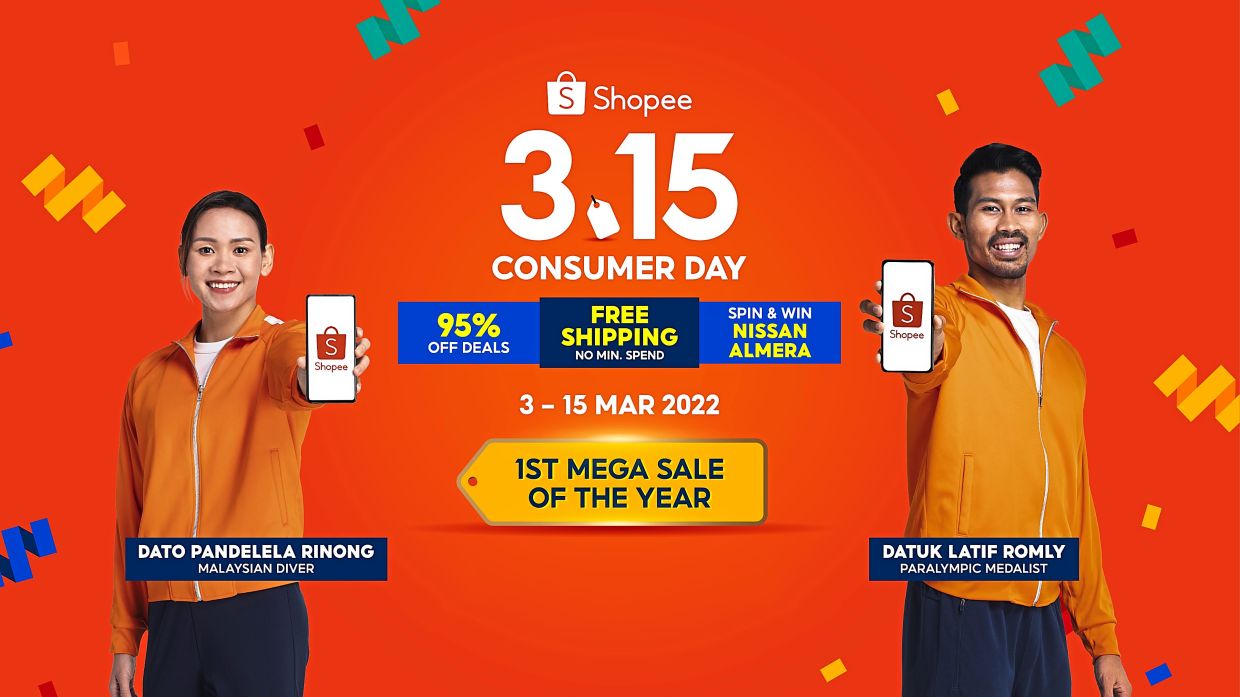 Shopee
3.15
CONSUMER DAY
95%
OFF DEALS
FREE
SHIPPING
NO MIN. SPEND
SPIN & WIN
NISSAN
ALMERA
3 – 15 MAR 2022
1ST MEGA SALE
OF THE YEAR
Shopee
DATO PANDELELA RINONG
MALAYSIAN DIVER
Shopee
DATUK LATIF ROMLY
PARALYMPIC MEDALIST